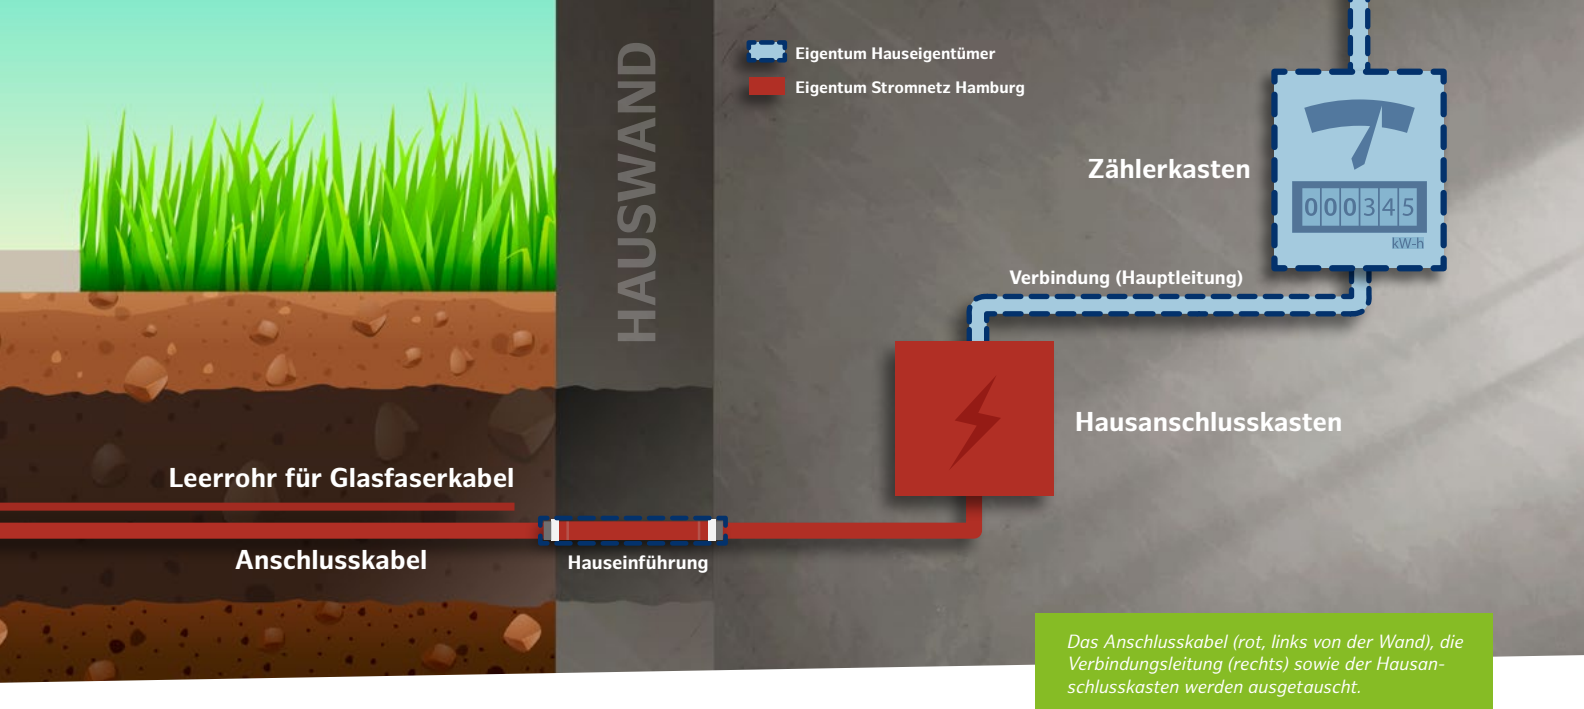 HAUSWAND
Eigentum Hauseigentümer
Eigentum Stromnetz Hamburg
Zählerkasten
000345
kW-h
Verbindung (Hauptleitung)
Hausanschlusskasten
Leerrohr für Glasfaserkabel
Anschlusskabel
Hauseinführung
Das Anschlusskabel (rot, links von der Wand), die
Verbindungsleitung (rechts) sowie der Hausan-
schlusskasten werden ausgetauscht.